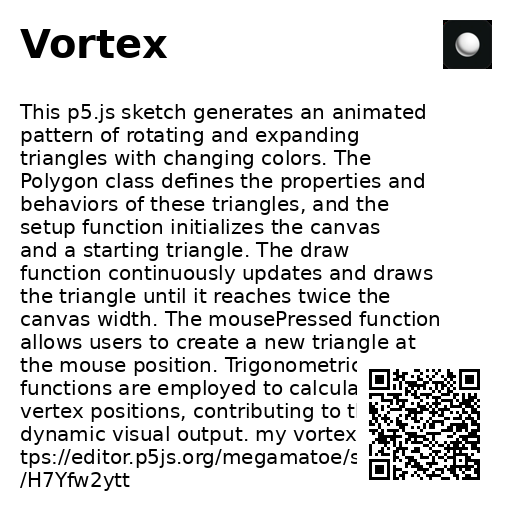 Vortex
This p5.js sketch generates an animated
pattern of rotating and expanding
triangles with changing colors. The
Polygon class defines the properties and
behaviors of these triangles, and the
setup function initializes the canvas
and a starting triangle. The draw
function continuously updates and draws
the triangle until it reaches twice the
canvas width. The mousePressed function
allows users to create a new triangle at
the mouse position. Trigonometric
functions are employed to calcula
vertex positions, contributing to t
dynamic visual output. my vortex
tps://editor.p5js.org/megamatoe/s
/H7Yfw2ytt